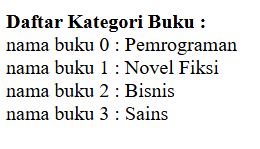 Daftar Kategori Buku :
nama buku 0 : Pemrograman
nama buku 1 : Novel Fiksi
nama buku 2 : Bisnis
nama buku 3 : Sains